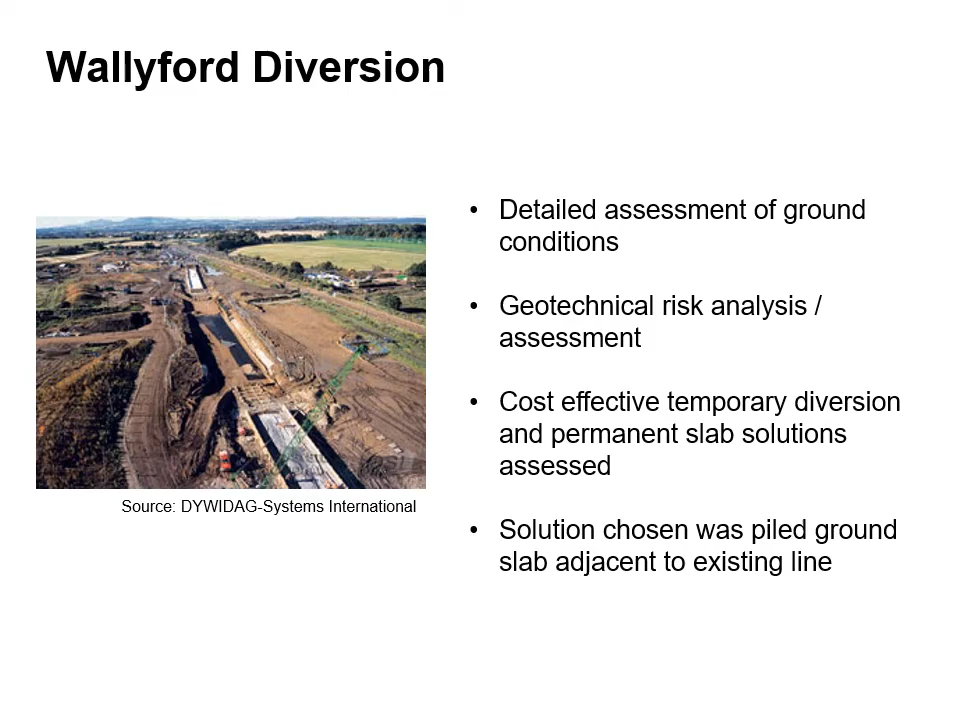 Wallyford Diversion
• Detailed assessment of ground
conditions
• Geotechnical risk analysis /
assessment
• Cost effective temporary diversion
and permanent slab solutions
assessed
• Solution chosen was piled ground
slab adjacent to existing line
Source: DYWIDAG-Systems International